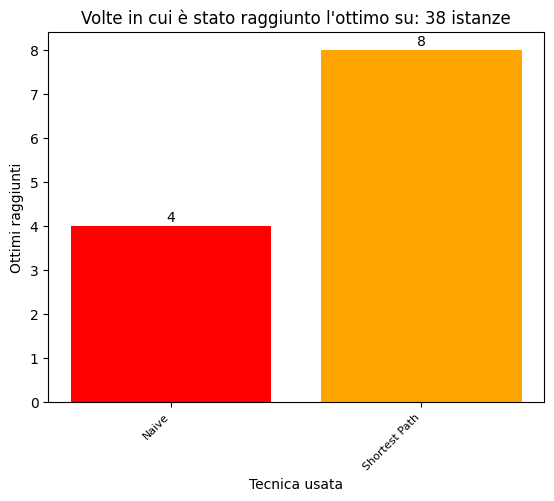 Volte in cui è stato raggiunto l'ottimo su: 38 istanze
Ottimi raggiunti
8
7
6
5
4
3
2
1
0
4
8
Naive
Shortest Path
Tecnica usata